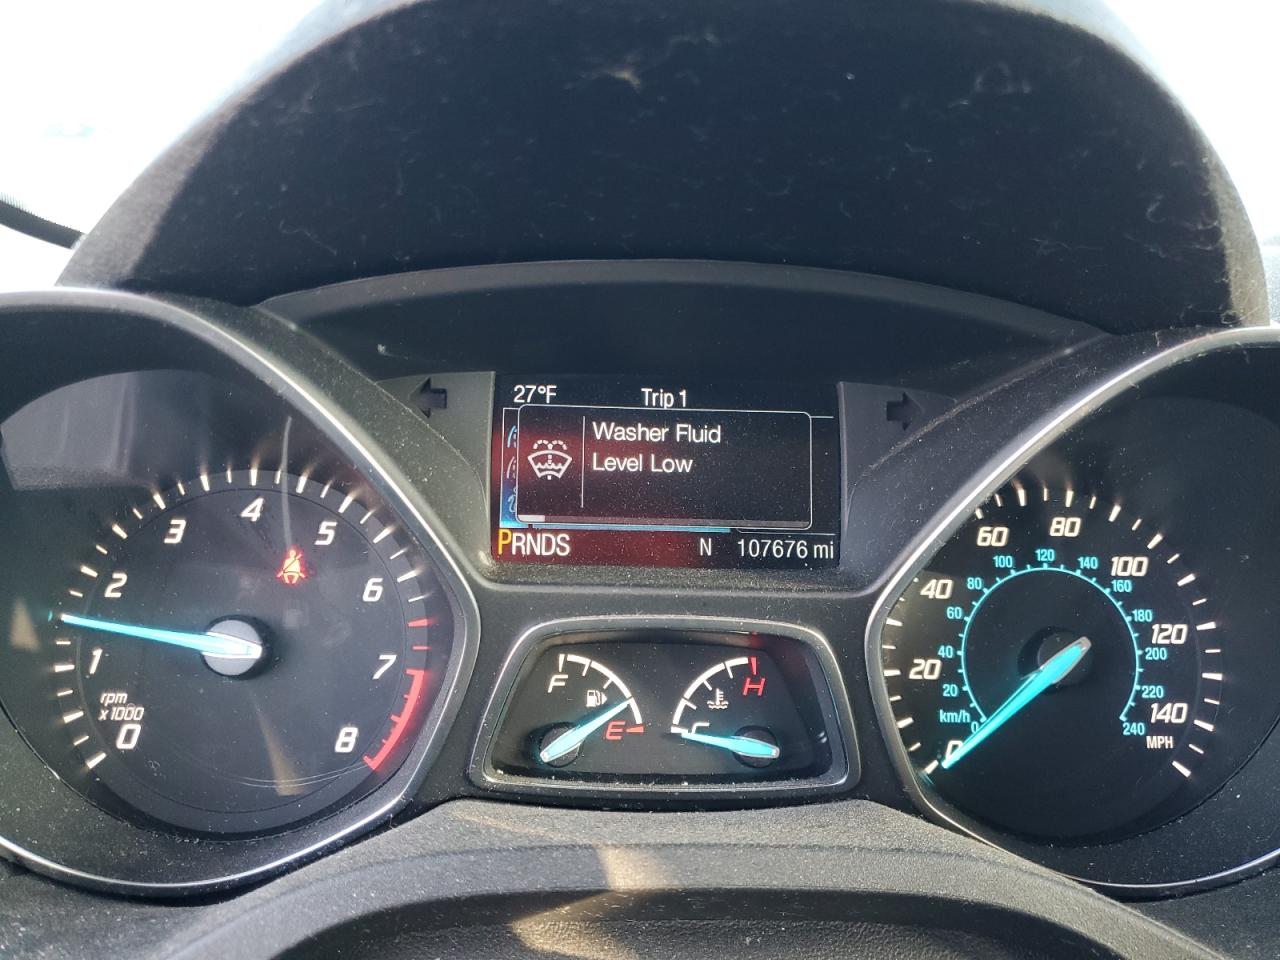 27°F Trip 1
Washer Fluid
Level Low
PRNDS N 107676 mi
0 1 2 3 4 5 6 7 8
rpm
x1000
F E
C H
0 20 40 60 80 100 120 140
MPH
0 20 40 60 80 100 120 140 160 180 200 220 240
km/h